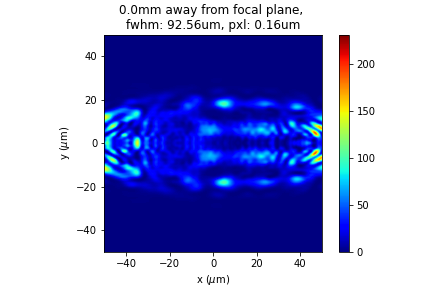 0.0mm away from focal plane,
fwhm: 92.56um, pxl: 0.16um
40
20
0
−20
−40
y (μm)
−40 −20 0 20 40
x (μm)
200
150
100
50
0